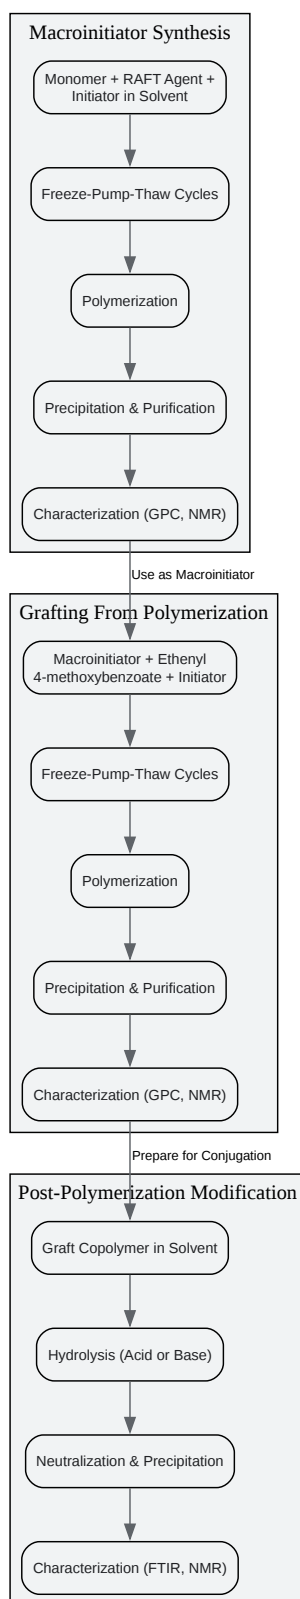 Macroinitiator Synthesis
Monomer + RAFT Agent +
Initiator in Solvent
Freeze-Pump-Thaw Cycles
Polymerization
Precipitation & Purification
Characterization (GPC, NMR)
Use as Macroinitiator
Grafting From Polymerization
Macroinitiator + Ethenyl
4-methoxybenzoate + Initiator
Freeze-Pump-Thaw Cycles
Polymerization
Precipitation & Purification
Characterization (GPC, NMR)
Prepare for Conjugation
Post-Polymerization Modification
Graft Copolymer in Solvent
Hydrolysis (Acid or Base)
Neutralization & Precipitation
Characterization (FTIR, NMR)